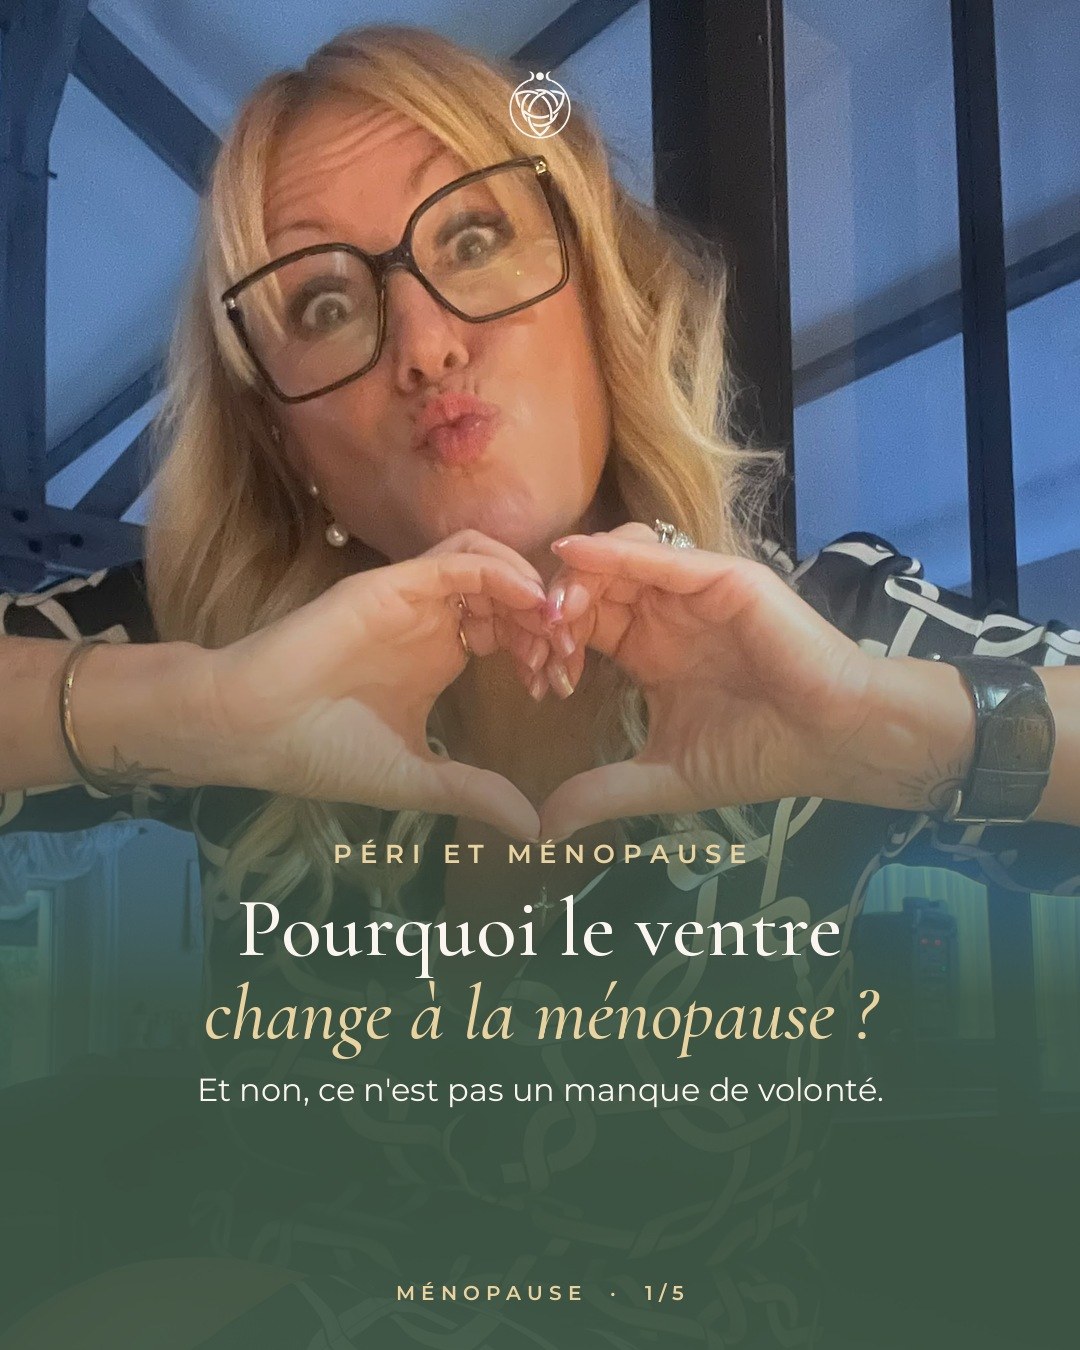 PÉRI ET MÉNOPAUSE
Pourquoi le ventre
change à la ménopause ?
Et non, ce n'est pas un manque de volonté.
MÉNOPAUSE · 1/5